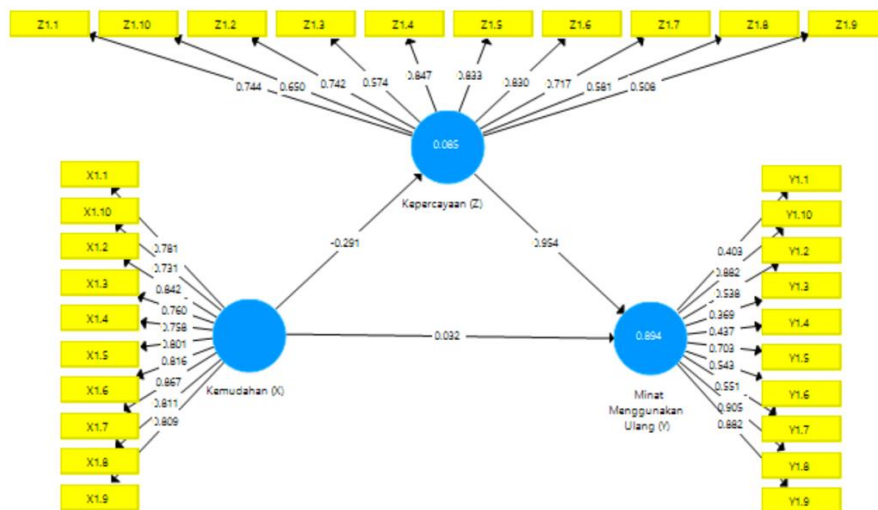 Z1.1 Z1.10 Z1.2 Z1.3 Z1.4 Z1.5 Z1.6 Z1.7 Z1.8 Z1.9
0.744 0.650 0.742 0.574 0.847 0.833 0.830 0.717 0.581 0.508
0.085
Kepercayaan (Z)
X1.1
X1.10
X1.2
X1.3
X1.4
X1.5
X1.6
X1.7
X1.8
X1.9
0.781
0.731
0.842
0.760
0.758
0.801
0.816
0.867
0.811
0.809
Kemudahan (X)
-0.291
0.954
0.032
0.894
Minat
Menggunakan
Ulang (Y)
0.403
0.882
0.538
0.369
0.437
0.703
0.543
0.551
0.905
0.882
Y1.1
Y1.10
Y1.2
Y1.3
Y1.4
Y1.5
Y1.6
Y1.7
Y1.8
Y1.9